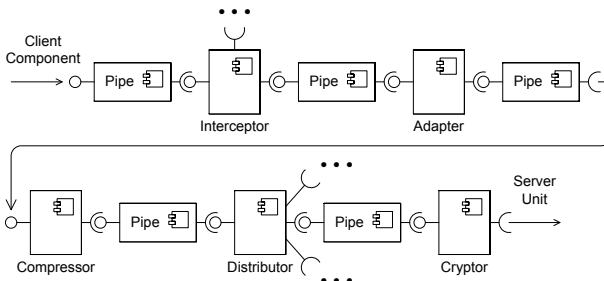 Client
Component
Pipe
Interceptor
Pipe
Adapter
Pipe
Compressor
Pipe
Distributor
Pipe
Cryptor
Server
Unit